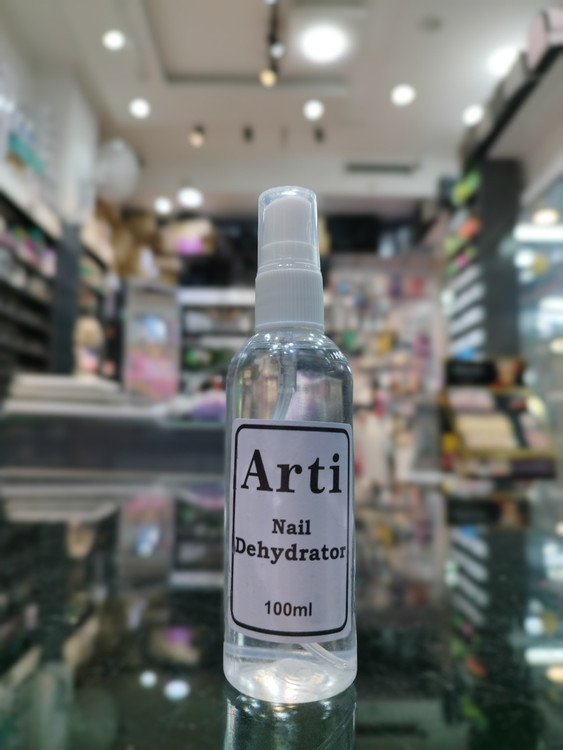 Arti
Nail
Dehydrator
100ml